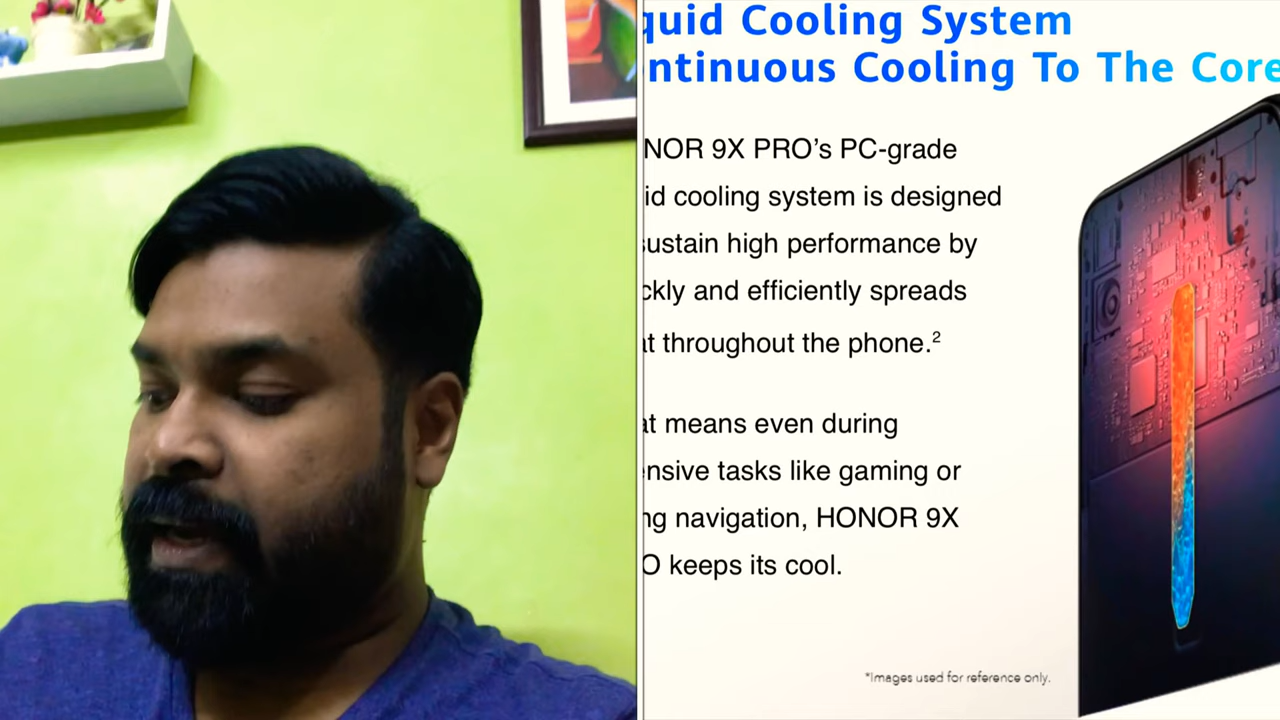 quid Cooling System
ntinuous Cooling To The Core
NOR 9X PRO’s PC-grade
id cooling system is designed
sustain high performance by
ckly and efficiently spreads
at throughout the phone.²
at means even during
ensive tasks like gaming or
ng navigation, HONOR 9X
O keeps its cool.
*Images used for reference only.